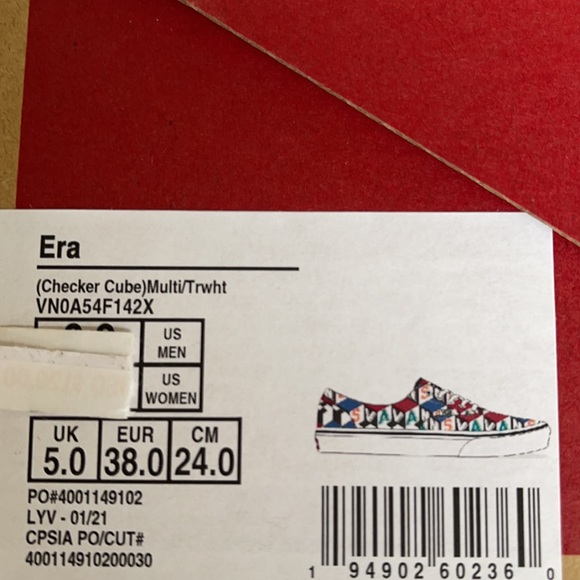 Era
(Checker Cube)Multi/Trwht
VN0A54F142X
US
MEN
US
WOMEN
UK EUR CM
5.0 38.0 24.0
PO#4001149102
LYV - 01/21
CPSIA PO/CUT#
400114910200030
1 94902 60236 0